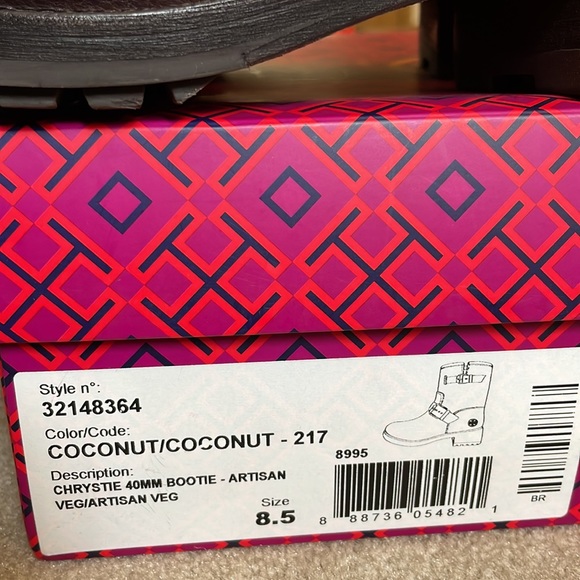 Style n°:
32148364
Color/Code:
COCONUT/COCONUT - 217
8995
Description:
CHRYSTIE 40MM BOOTIE - ARTISAN
VEG/ARTISAN VEG
Size
8.5
8 88736 05482 1
BR